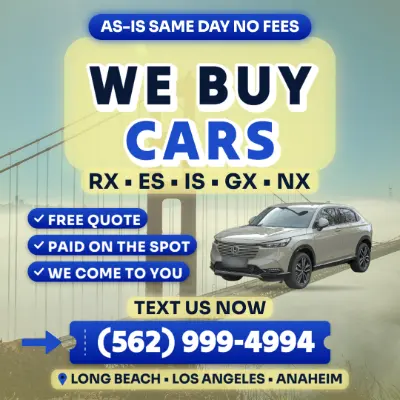 AS-IS SAME DAY NO FEES
WE BUY
CARS
RX ▪ ES ▪ IS ▪ GX ▪ NX
FREE QUOTE
PAID ON THE SPOT
WE COME TO YOU
TEXT US NOW
(562) 999-4994
LONG BEACH ▪ LOS ANGELES ▪ ANAHEIM